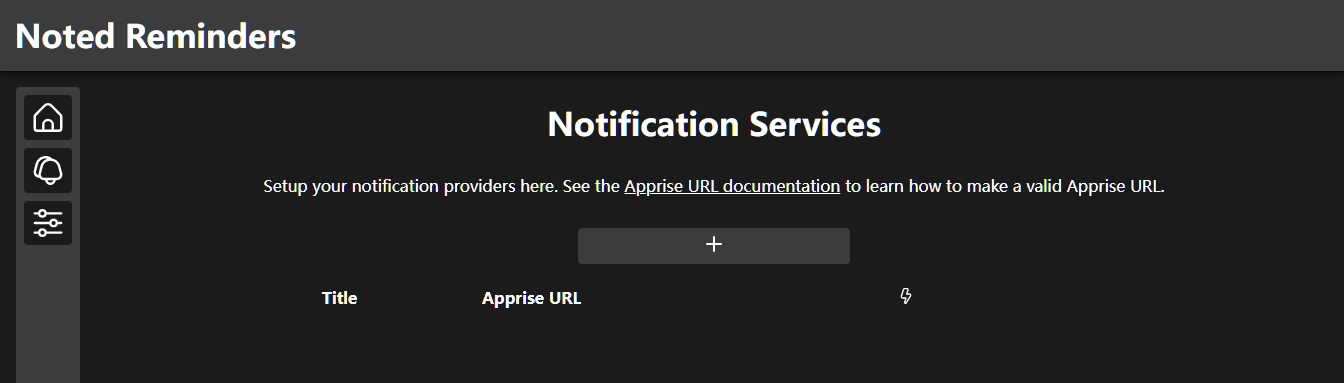 Noted Reminders
Notification Services
Setup your notification providers here. See the Apprise URL documentation to learn how to make a valid Apprise URL.
+
Title Apprise URL